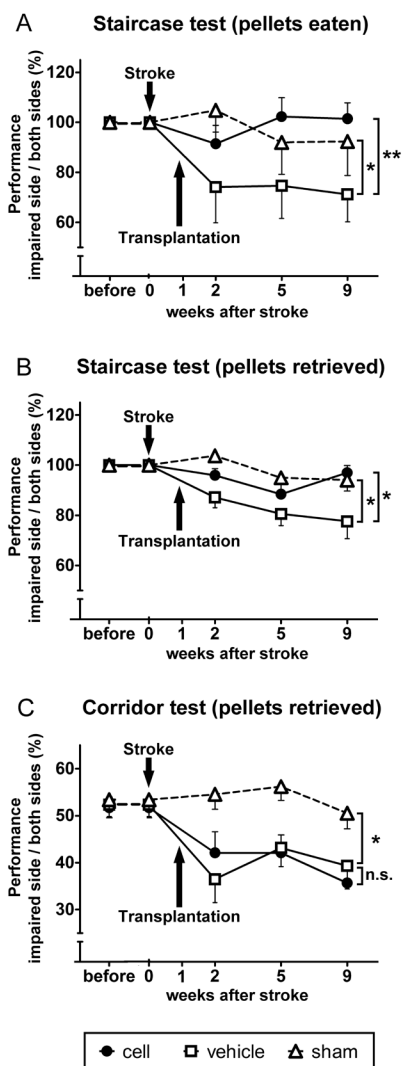 A Staircase test (pellets eaten)
Stroke
120
100
80
60
Performance
impaired side / both sides (%)
*
**
Transplantation
before 0 1 2 5 9
weeks after stroke
B Staircase test (pellets retrieved)
Stroke
120
100
80
60
Performance
impaired side / both sides (%)
*
*
Transplantation
before 0 1 2 5 9
weeks after stroke
C Corridor test (pellets retrieved)
Stroke
60
50
40
30
Performance
impaired side / both sides (%)
*
n.s.
Transplantation
before 0 1 2 5 9
weeks after stroke
cell vehicle sham